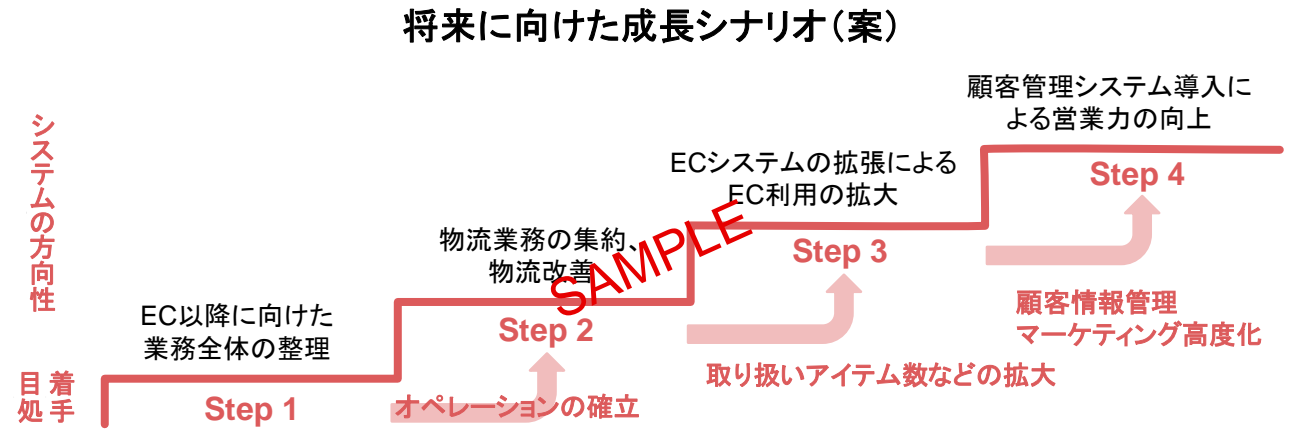 将来に向けた成長シナリオ（案）
システムの方向性
着手
目処
EC以降に向けた
業務全体の整理
Step 1
オペレーションの確立
物流業務の集約、
物流改善
Step 2
SAMPLE
取り扱いアイテム数などの拡大
ECシステムの拡張による
EC利用の拡大
Step 3
顧客情報管理
マーケティング高度化
顧客管理システム導入に
よる営業力の向上
Step 4